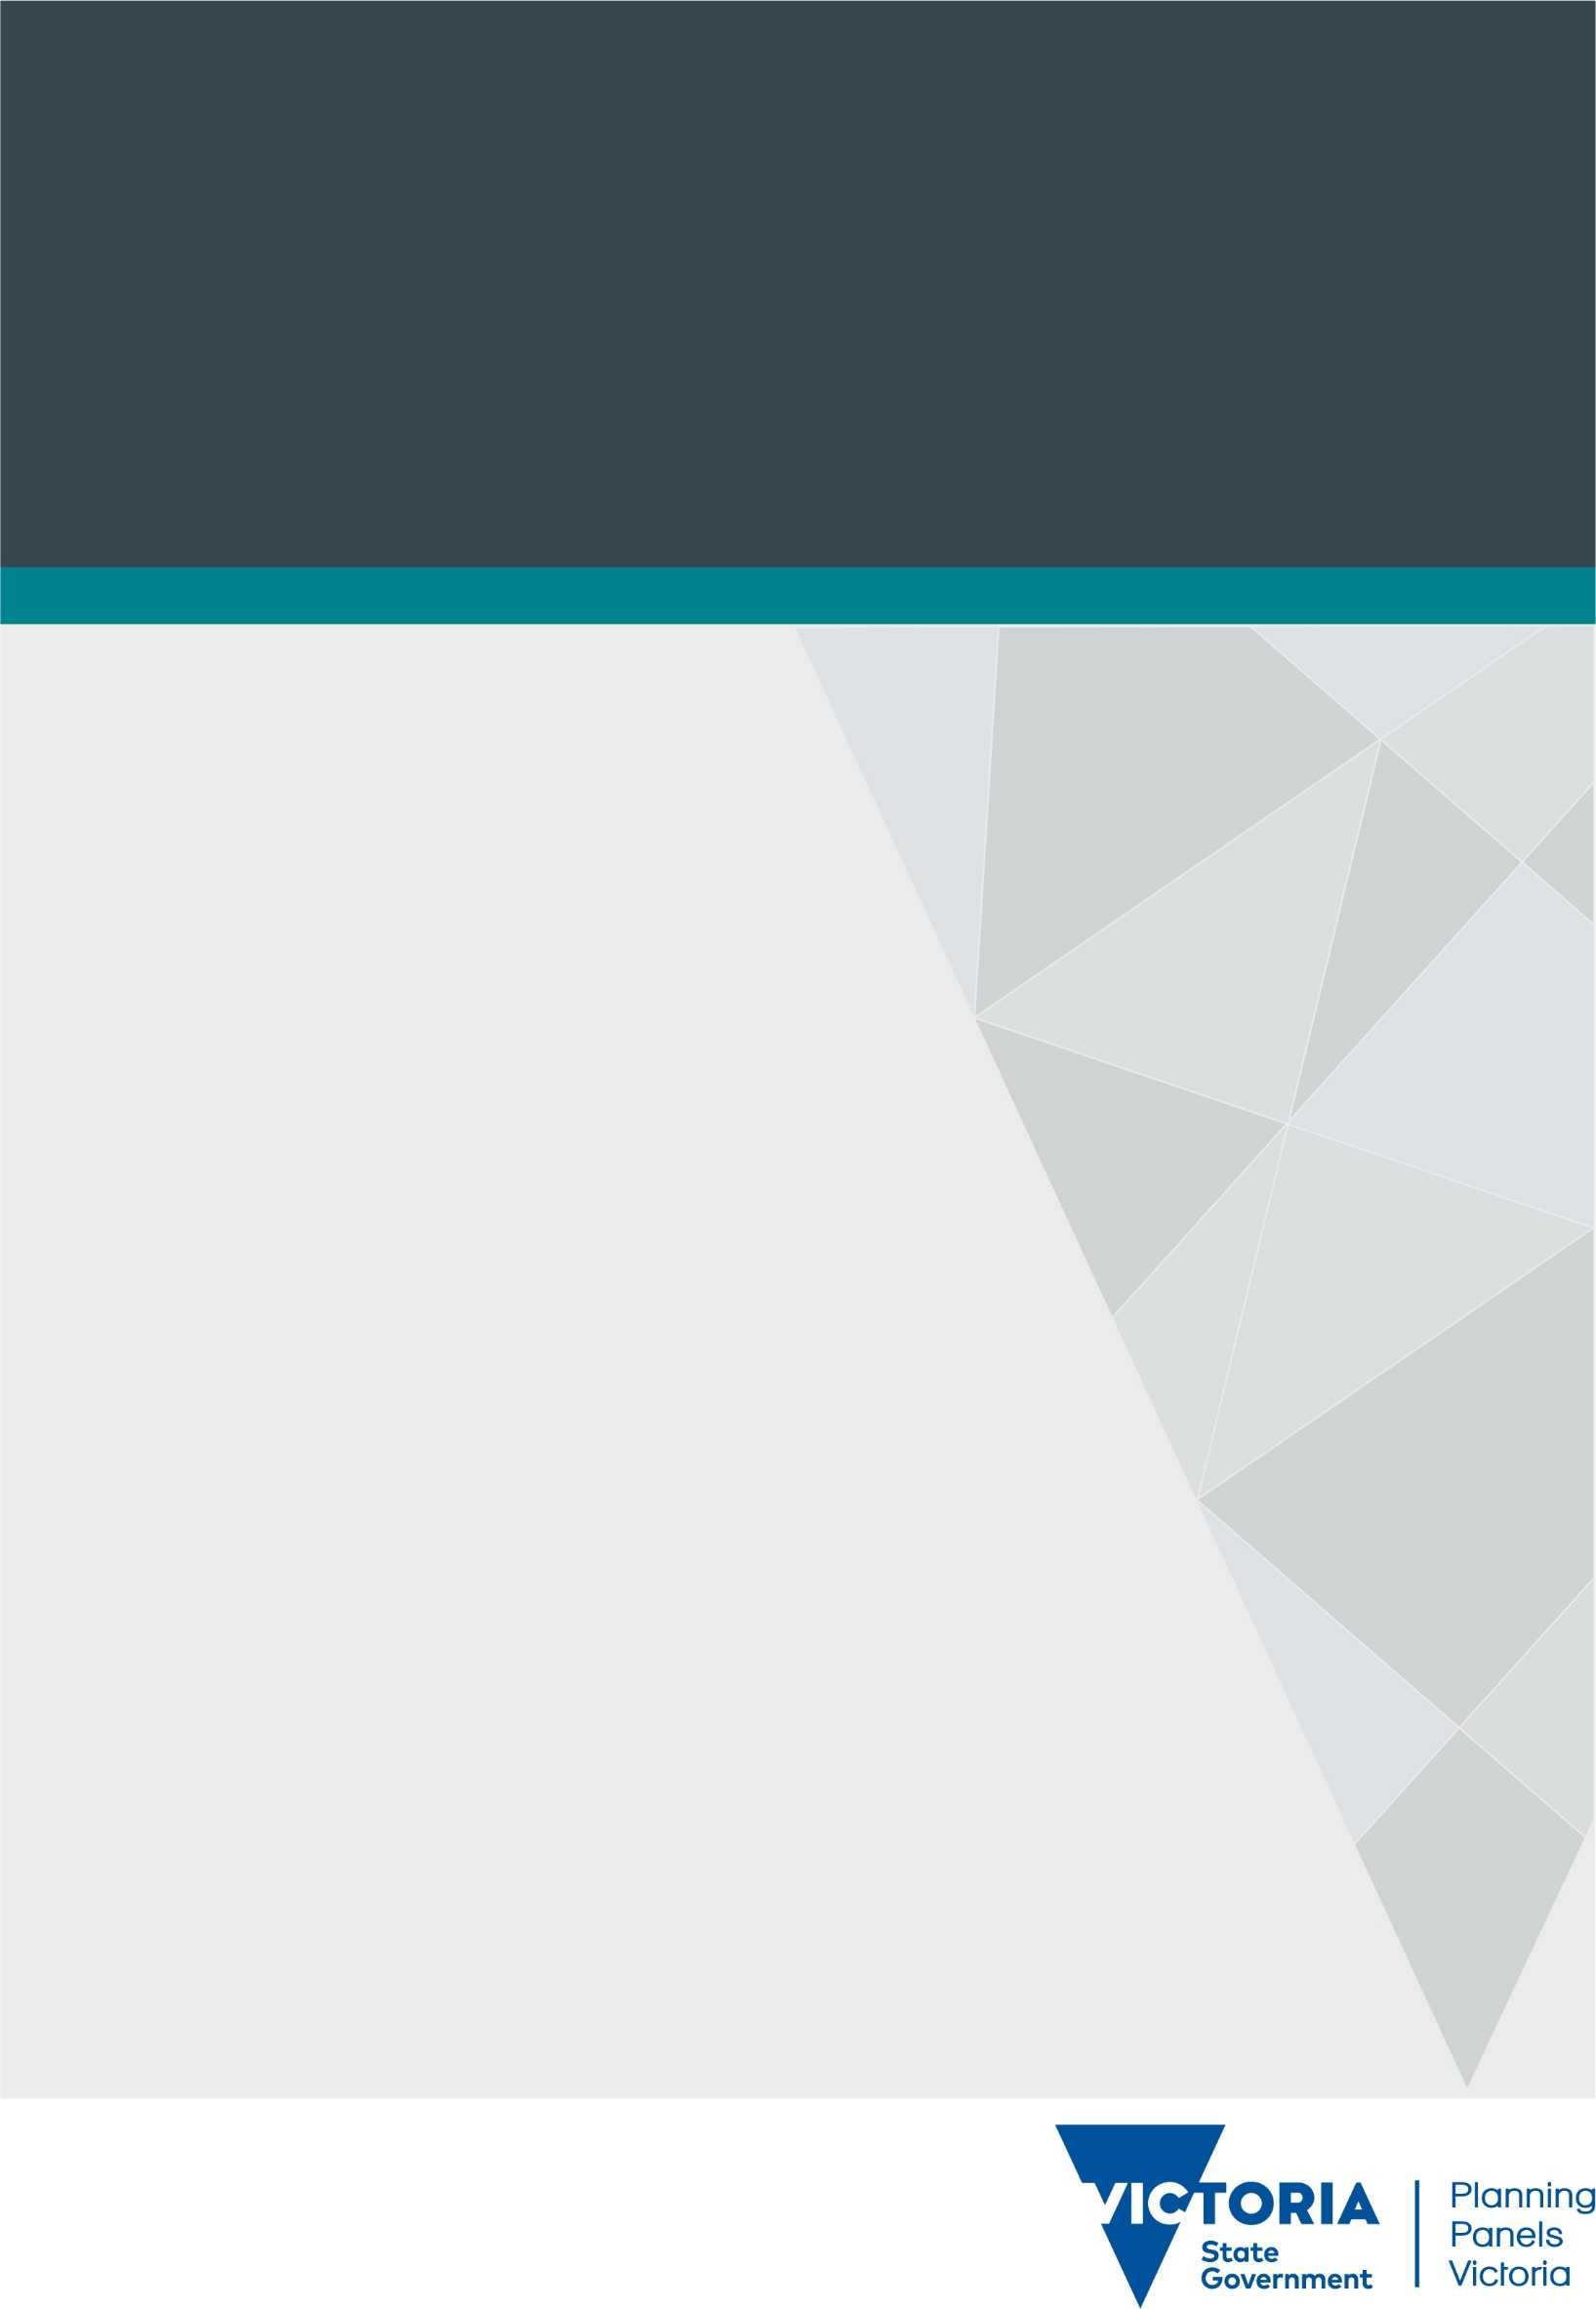 VICTORIA
State
Government
Planning
Panels
Victoria